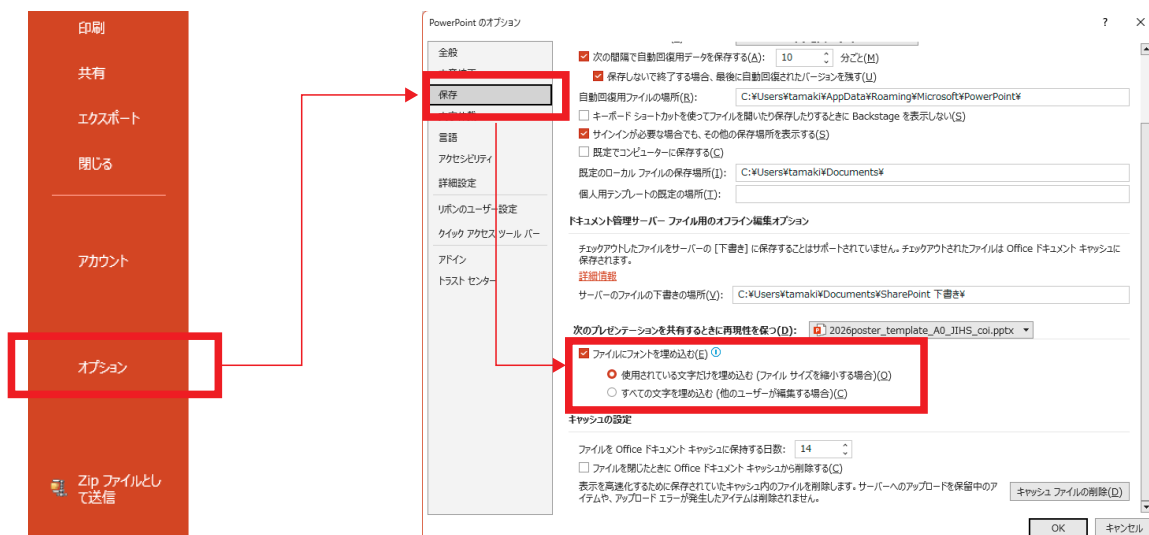 印刷
共有
エクスポート
閉じる
アカウント
オプション
Zip ファイルとし
て送信
PowerPoint のオプション
? ×
全般
保存
言語
アクセシビリティ
詳細設定
リボンのユーザー設定
クイック アクセス ツール バー
アドイン
トラスト センター
次の間隔で自動回復用データを保存する(A): 10 分ごと(M)
保存しないで終了する場合、最後に自動回復されたバージョンを残す(U)
自動回復用ファイルの場所(R): C:¥Users¥tamaki¥AppData¥Roaming¥Microsoft¥PowerPoint¥
キーボード ショートカットを使ってファイルを開いたり保存したりするときに Backstage を表示しない(S)
サインインが必要な場合でも、その他の保存場所を表示する(S)
既定でコンピューターに保存する(C)
既定のローカル ファイルの保存場所(I): C:¥Users¥tamaki¥Documents¥
個人用テンプレートの既定の場所(T):
ドキュメント管理サーバー ファイル用のオフライン編集オプション
チェックアウトしたファイルをサーバーの [下書き] に保存することはサポートされていません。チェックアウトされたファイルは Office ドキュメント キャッシュに
保存されます。
詳細情報
サーバーのファイルの下書きの場所(V): C:¥Users¥tamaki¥Documents¥SharePoint 下書き¥
次のプレゼンテーションを共有するときに再現性を保つ(D): 2026poster_template_A0_JIHS_coi.pptx
ファイルにフォントを埋め込む(E)
使用されている文字だけを埋め込む (ファイル サイズを縮小する場合)(O)
すべての文字を埋め込む (他のユーザーが編集する場合)(C)
キャッシュの設定
ファイルを Office ドキュメント キャッシュに保持する日数: 14
ファイルを閉じたときに Office ドキュメント キャッシュから削除する(C)
表示を高速化するために保存されていたキャッシュ内のファイルを削除します。サーバーへのアップロードを保留中のア
イテムや、アップロード エラーが発生したアイテムは削除されません。
キャッシュ ファイルの削除(D)
OK キャンセル